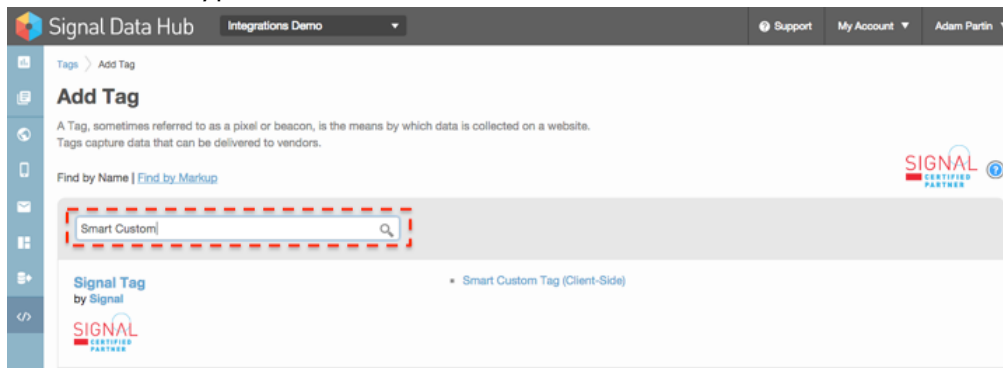 Signal Data Hub
Integrations Demo
Support
My Account
Adam Partin
Tags
Add Tag
Add Tag
A Tag, sometimes referred to as a pixel or beacon, is the means by which data is collected on a website.
Tags capture data that can be delivered to vendors.
Find by Name | Find by Markup
SIGNAL
CERTIFIED
PARTNER
Smart Custom
Signal Tag
by Signal
Smart Custom Tag (Client-Side)
SIGNAL
CERTIFIED
PARTNER